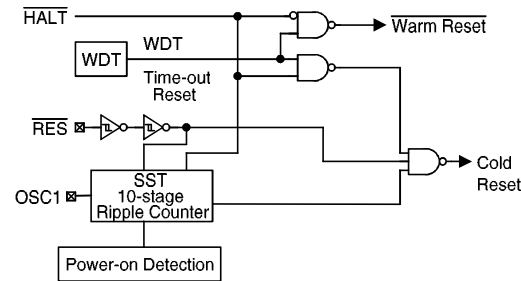 HALT
Warm Reset
WDT
WDT
Time-out
Reset
RES
Cold
Reset
OSC1
SST
10-stage
Ripple Counter
Power-on Detection